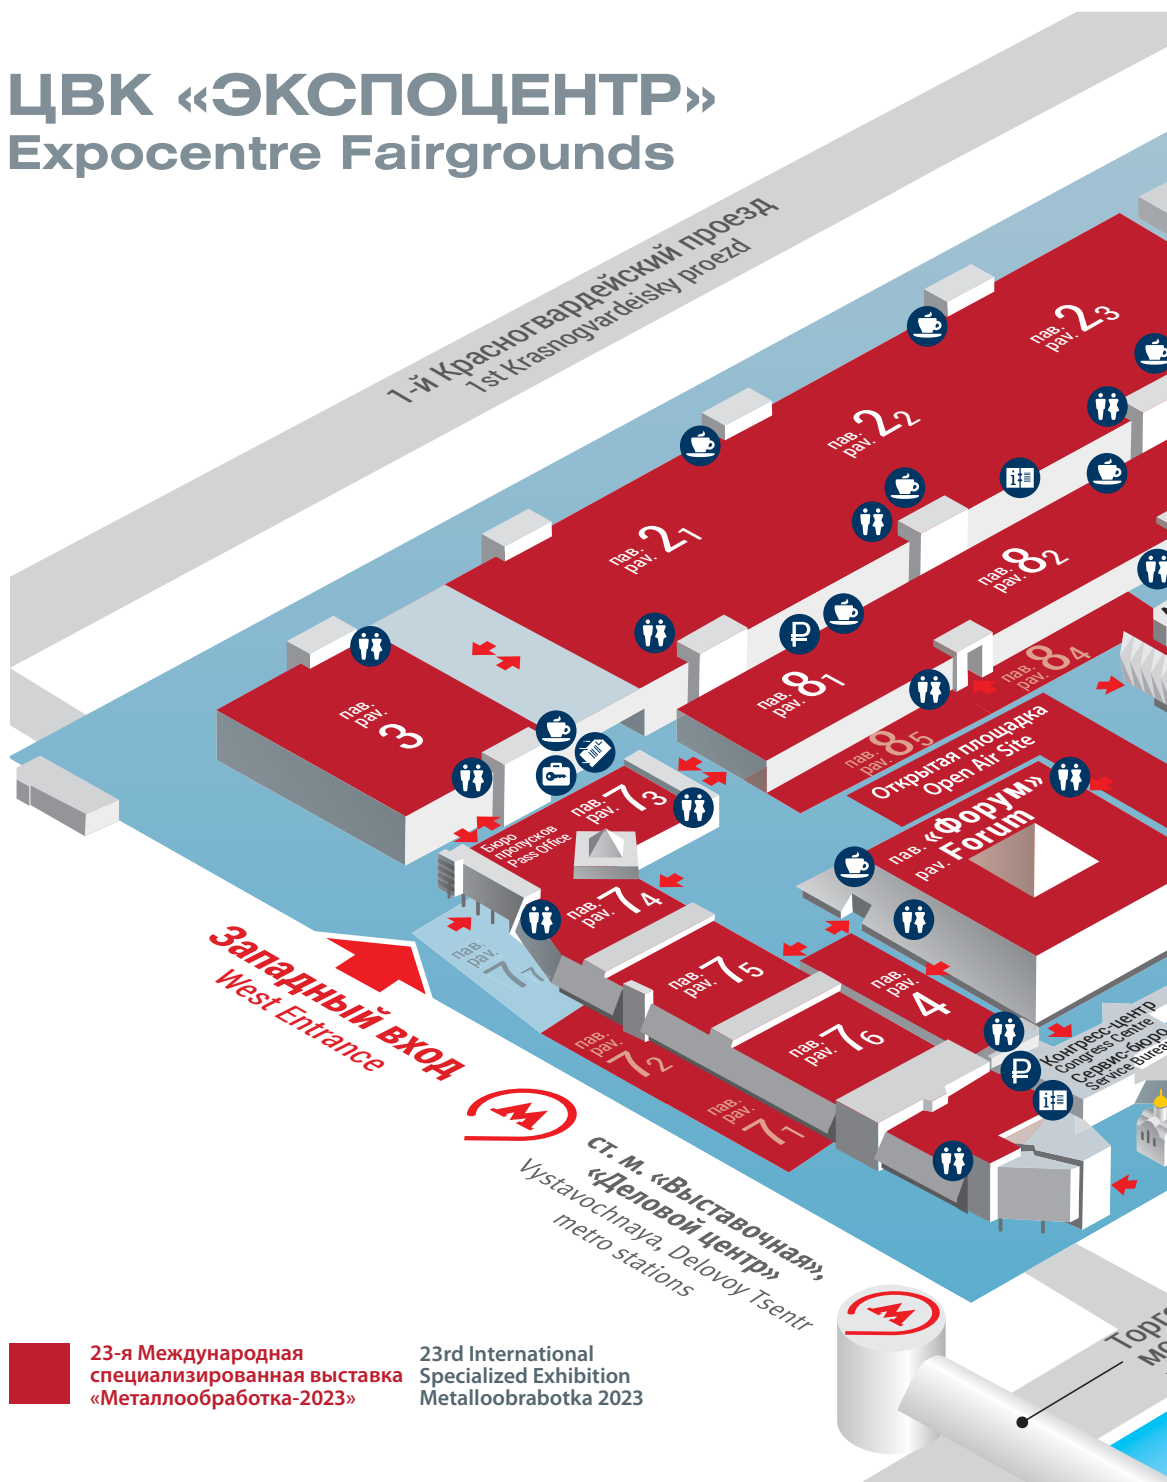 ЦВК «ЭКСПОЦЕНТР»
Expocentre Fairgrounds
1-й Красногвардейский проезд
1st Krasnogvardeisky proezd
пав.
pav. 2 3
пав.
pav. 2 2
пав.
pav. 2 1
пав.
pav. 8 2
пав.
pav. 8 1
пав.
pav. 8 4
пав.
pav. 8 5
пав.
pav. 3
Открытая площадка
Open Air Site
пав. «Форум»
pav. Forum
пав.
pav. 7 3
Бюро
пропусков
Pass Office
пав.
pav. 7 4
пав.
pav. 7 7
пав.
pav. 7 5
пав.
pav. 4
пав.
pav. 7 6
пав.
pav. 7 2
пав.
pav. 7 1
Конгресс-центр
Congress Centre
Сервис-бюро
Service Bureau
Западный вход
West Entrance
ст. м. «Выставочная»,
«Деловой центр»
Vystavochnaya, Delovoy Tsentr
metro stations
23-я Международная
специализированная выставка
«Металлообработка-2023»
23rd International
Specialized Exhibition
Metalloobrabotka 2023